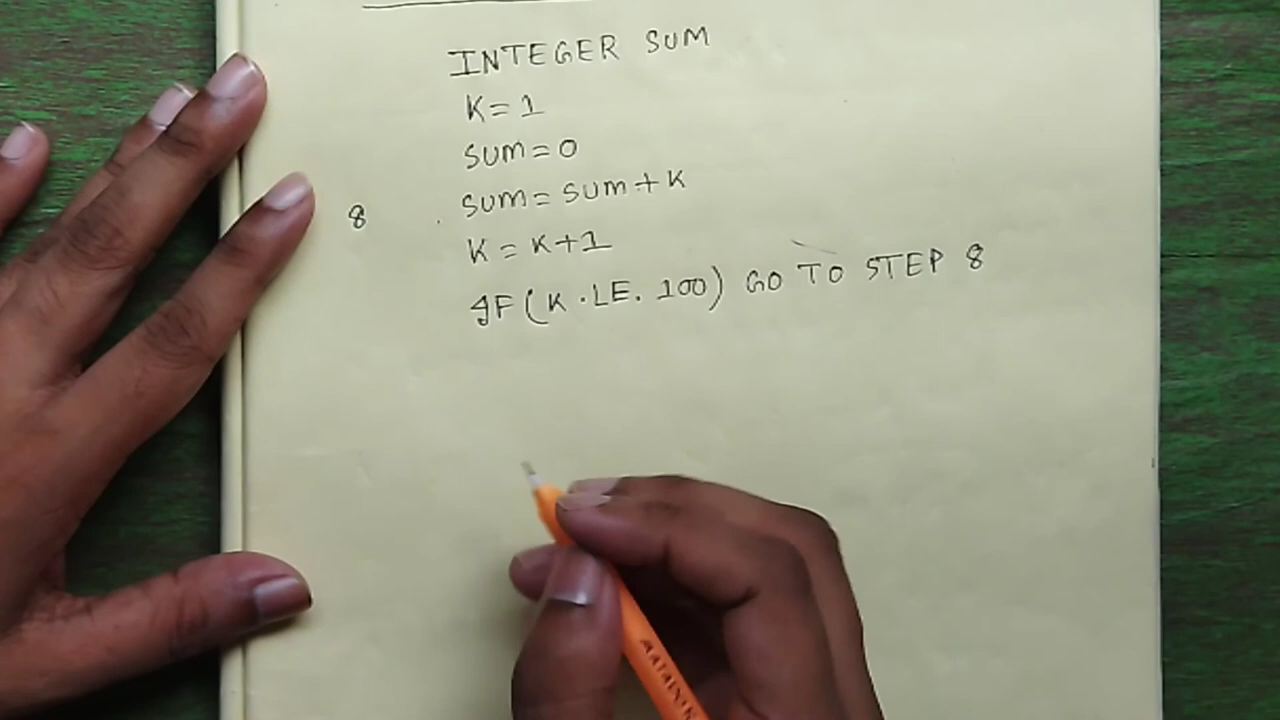 INTEGER SUM
K=1
SUM=0
8 SUM=SUM+K
K=K+1
IF(K.LE.100) GO TO STEP 8